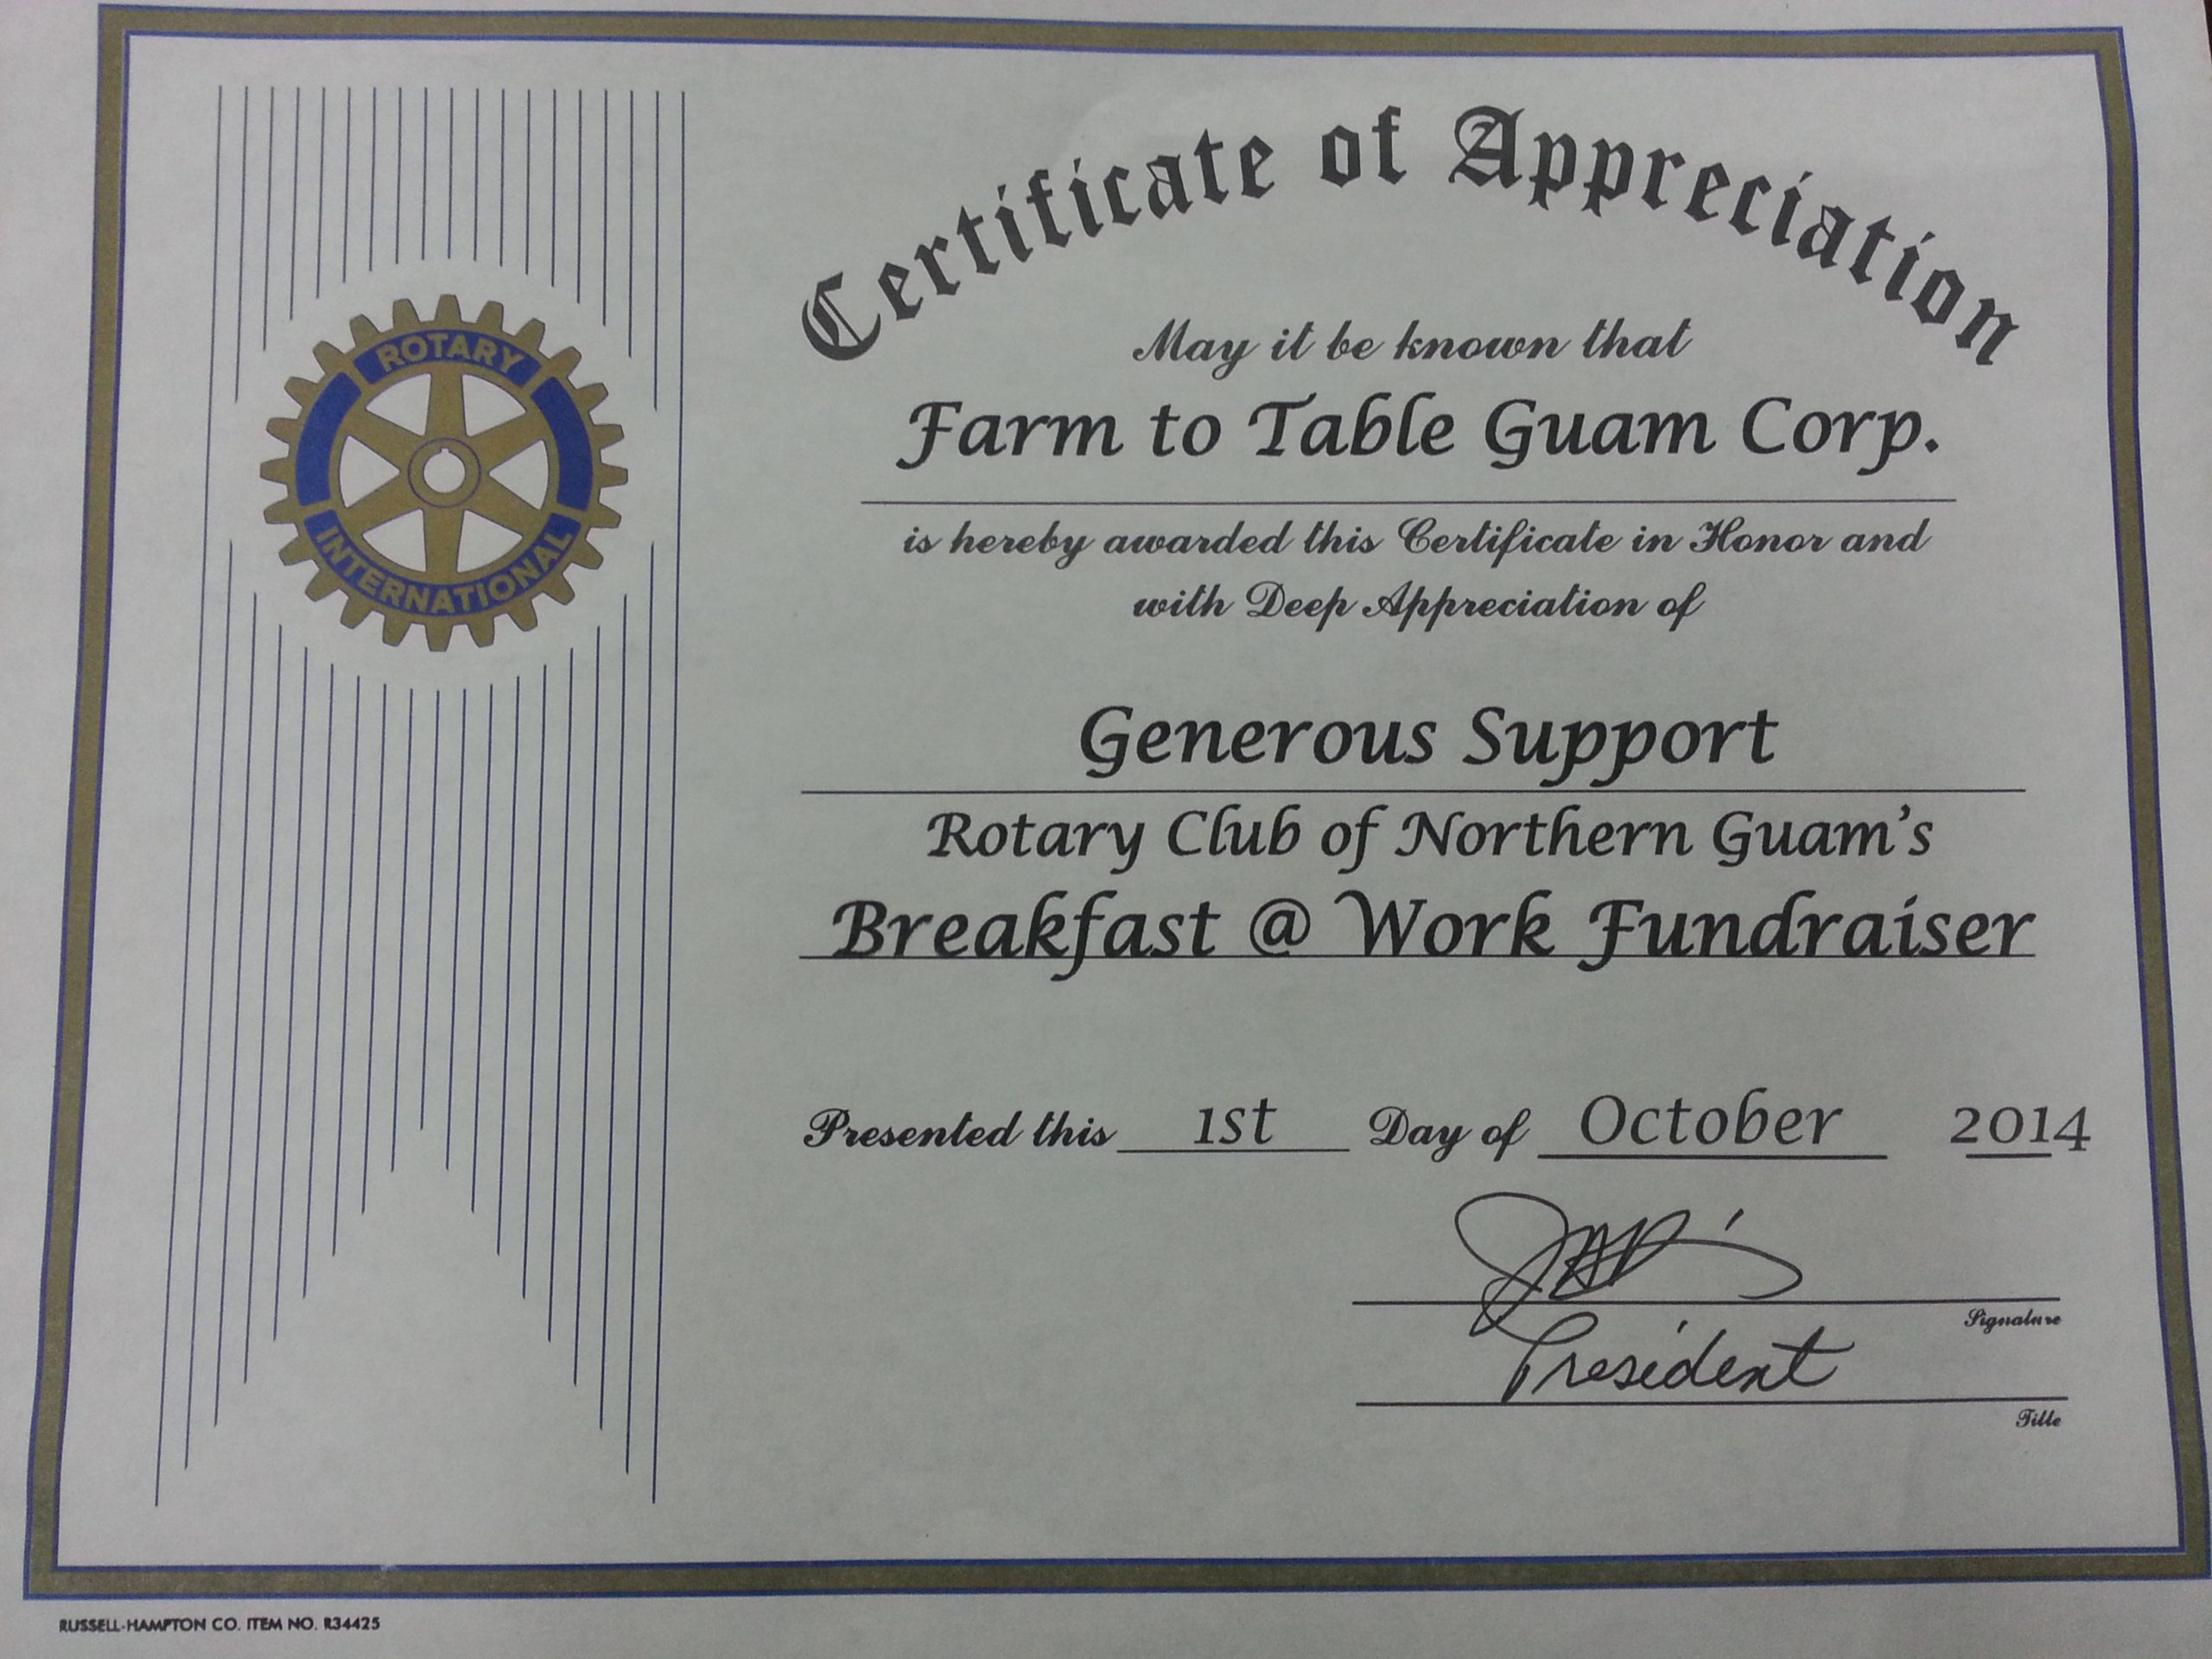 ROTARY
INTERNATIONAL
Certificate of Appreciation
May it be known that
Farm to Table Guam Corp.
is hereby awarded this Certificate in Honor and
with Deep Appreciation of
Generous Support
Rotary Club of Northern Guam's
Breakfast @ Work Fundraiser
Presented this 1st Day of October 2014
Signature
President
Title
RUSSELL-HAMPTON CO. ITEM NO. R34425